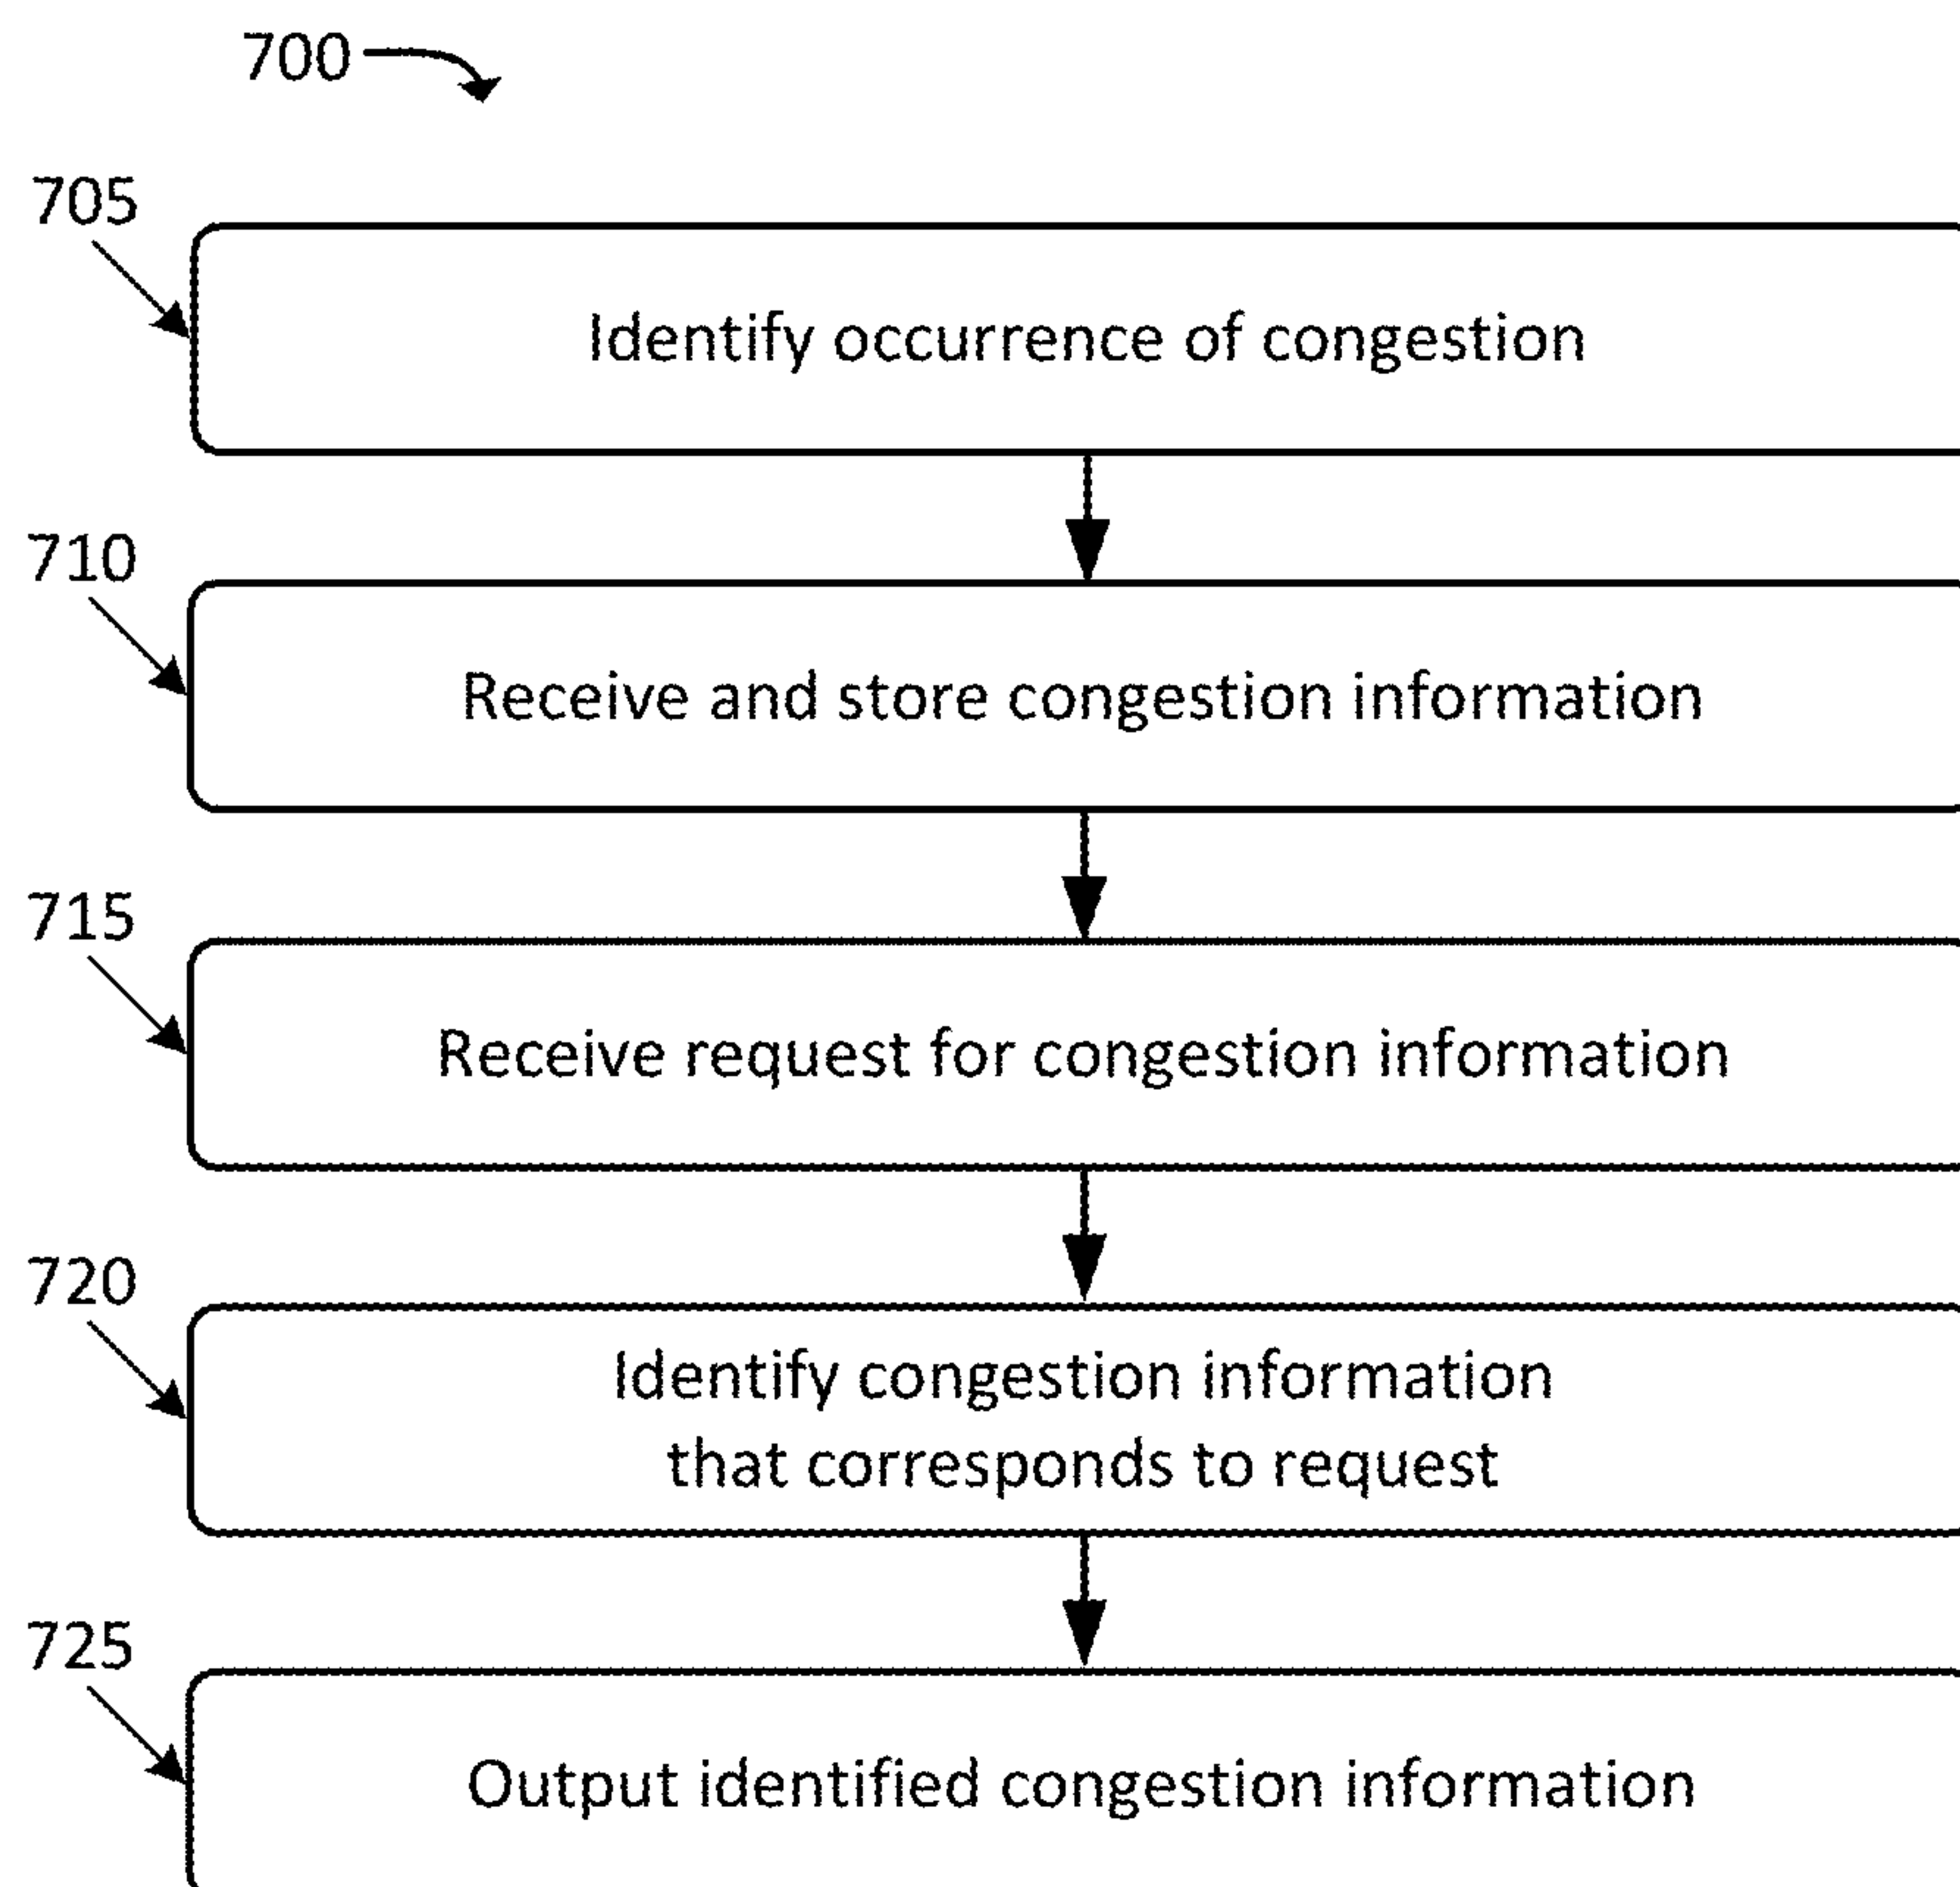 700
705
Identify occurrence of congestion
710
Receive and store congestion information
715
Receive request for congestion information
720
Identify congestion information
that corresponds to request
725
Output identified congestion information